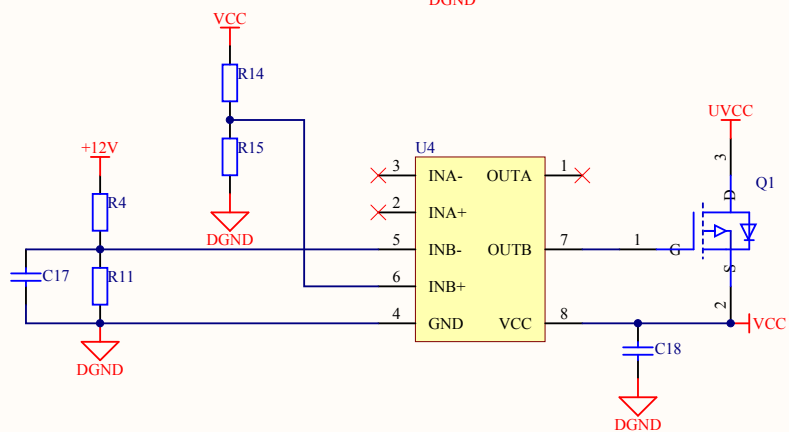 DGND
VCC
R14
R15
DGND
+12V
R4
R11
C17
DGND
U4
3 INA- OUTA 1
2 INA+
5 INB- OUTB 7
6 INB+
4 GND VCC 8
UVCC
3
D
Q1
1 G
S
2
VCC
C18
DGND